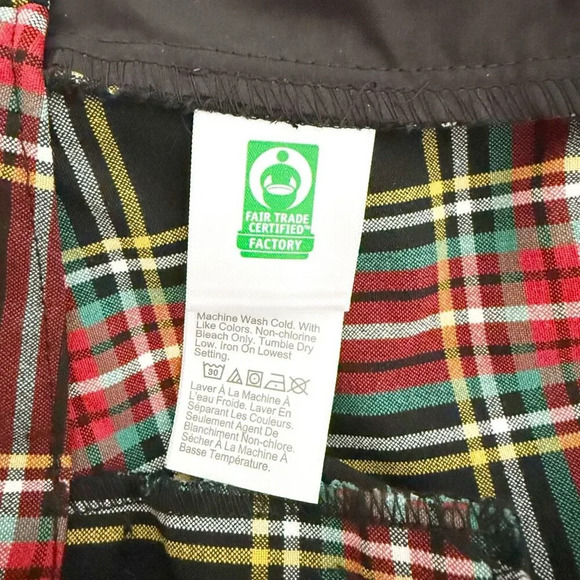 FAIR TRADE
CERTIFIED™
FACTORY
Machine Wash Cold. With
Like Colors. Non-chlorine
Bleach Only. Tumble Dry
Low. Iron On Lowest
Setting.
30
Laver À La Machine À
L'eau Froide. Laver En
Séparant Les Couleurs.
Seulement Agent De
Blanchiment Non-chlore.
Sécher À La Machine À
Basse Température.